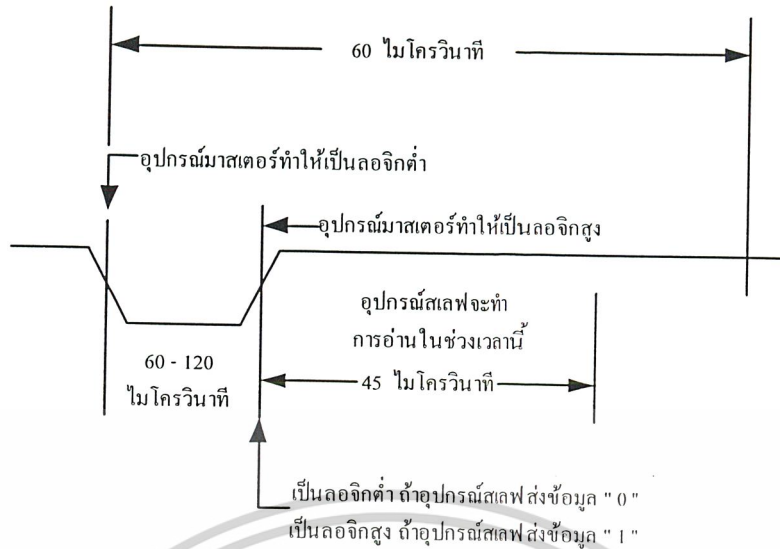 60 ไมโครวินาที
อุปกรณ์มาสเตอร์ทำให้เป็นลอจิกต่ำ
อุปกรณ์มาสเตอร์ทำให้เป็นลอจิกสูง
อุปกรณ์สเลฟจะทำ
การอ่านในช่วงเวลานี้
60 - 120
ไมโครวินาที
45 ไมโครวินาที
เป็นลอจิกต่ำ ถ้าอุปกรณ์สเลฟส่งข้อมูล " 0 "
เป็นลอจิกสูง ถ้าอุปกรณ์สเลฟส่งข้อมูล " 1 "